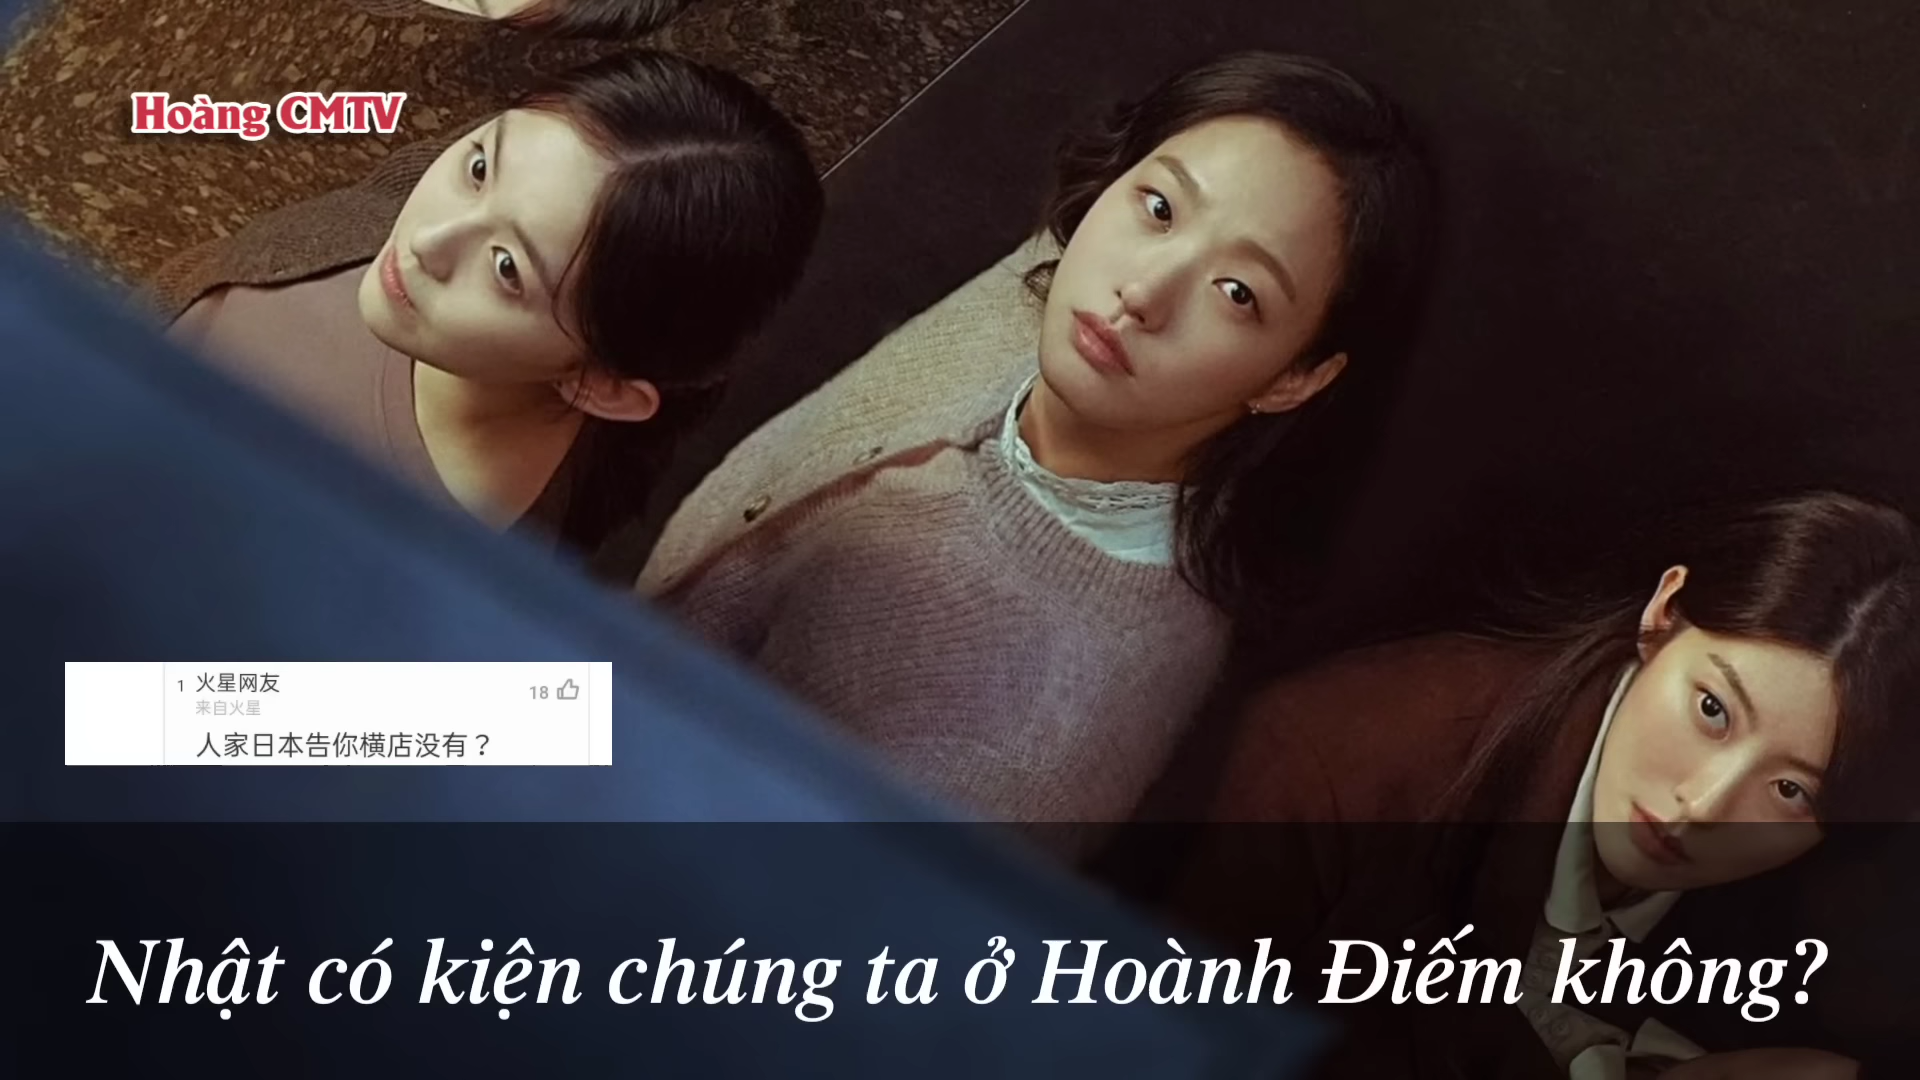 Hoàng CMTV
1 火星网友 18
来自火星
人家日本告你横店没有？
Nhật có kiện chúng ta ở Hoành Điếm không?